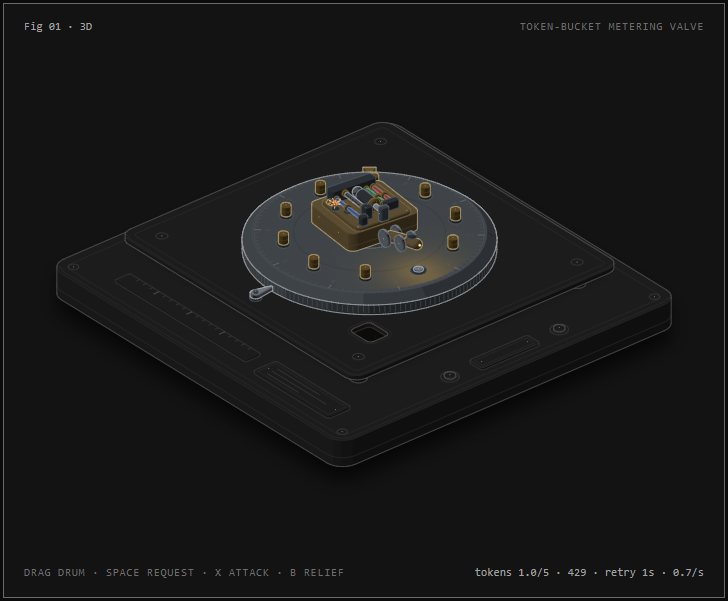 Fig 01 · 3D
TOKEN-BUCKET METERING VALVE
DRAG DRUM · SPACE REQUEST · X ATTACK · B RELIEF
tokens 1.0/5 · 429 · retry 1s · 0.7/s